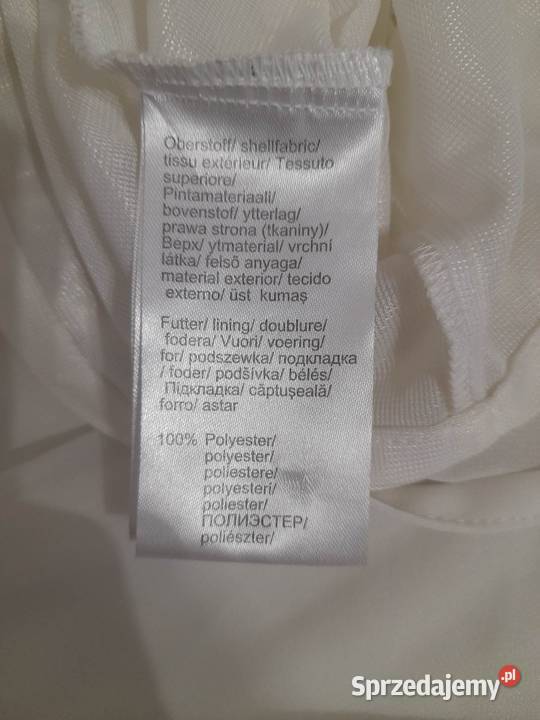 Oberstoff/ shellfabric/
tissu extérieur/ Tessuto
superiore/
Pintamateriaali/
bovenstof/ ytterlag/
prawa strona (tkaniny)/
Верх/ ytmaterial/ vrchní
látka/ felső anyaga/
material exterior/ tecido
externo/ üst kumaş
Futter/ lining/ doublure/
fodera/ Vuori/ voering/
for/ podszewka/ подкладка
/ foder/ podšívka/ bélés/
Підкладка/ căptuşeală/
forro/ astar
100% Polyester/
polyester/
poliestere/
polyesteri/
poliester/
ПОЛИЭСТЕР/
poliészter/
Sprzedajemy.pl